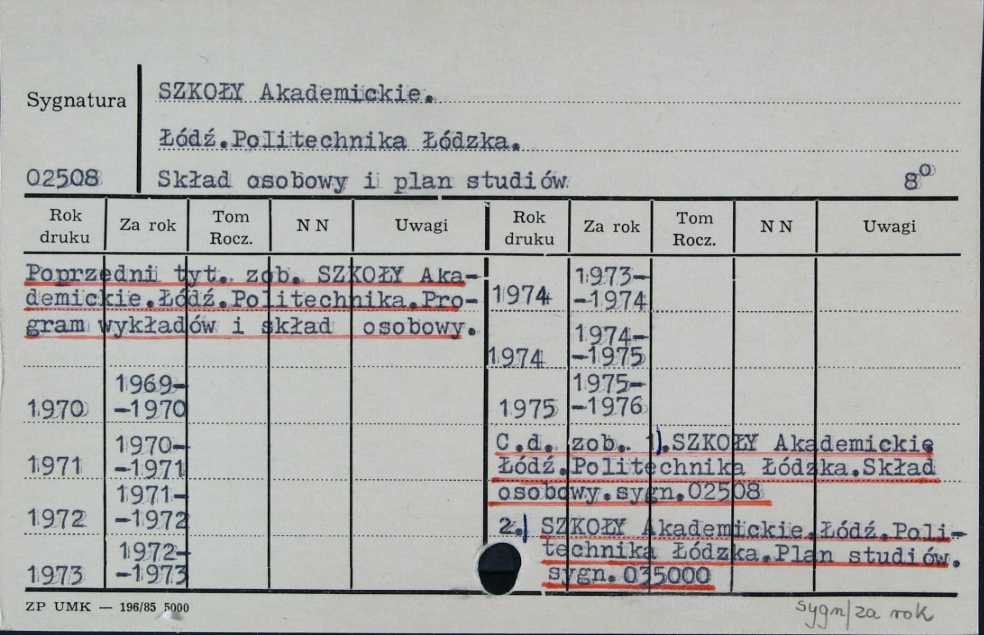 Sygnatura
SZKOŁY Akademickie.
Łódź.Politechnika Łódzka.
02508
Skład osobowy i plan studiów
8º
Rok druku
Za rok
Tom Rocz.
N N
Uwagi
Rok druku
Za rok
Tom Rocz.
N N
Uwagi
Poprzedni tyt. zob. SZKOŁY Aka-
demickie.Łódź.Politechnika.Pro-
gram wykładów i skład osobowy.
1970 1969-
-1970
1971 1970-
-1971
1972 1971-
-1972
1973 1972-
-1973
1974 1973-
-1974
1974 1974-
-1975
1975 1975-
-1976
C.d. zob. 1).SZKOŁY Akademickie
Łódź.Politechnika Łódzka.Skład
osobowy.sygn.02508
2.) SZKOŁY Akademickie.Łódź.Poli-
technika Łódzka.Plan studiów.
sygn. 035000
ZP UMK — 196/85 5000
sygn/za rok